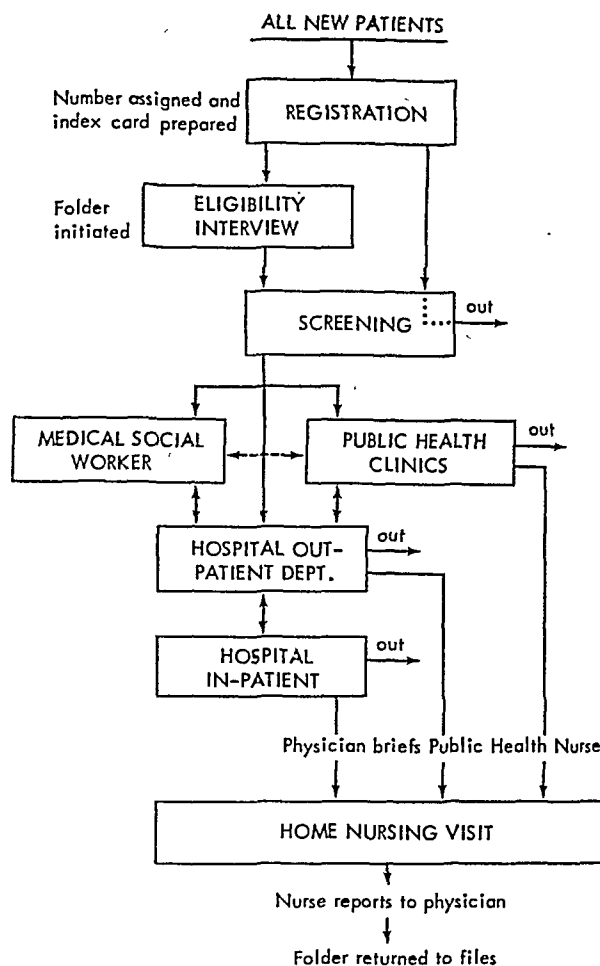 ALL NEW PATIENTS
Number assigned and
index card prepared
REGISTRATION
Folder
initiated
ELIGIBILITY
INTERVIEW
SCREENING
out
MEDICAL SOCIAL
WORKER
PUBLIC HEALTH
CLINICS
out
HOSPITAL OUT-
PATIENT DEPT.
out
HOSPITAL
IN-PATIENT
out
Physician briefs Public Health Nurse
HOME NURSING VISIT
Nurse reports to physician
Folder returned to files